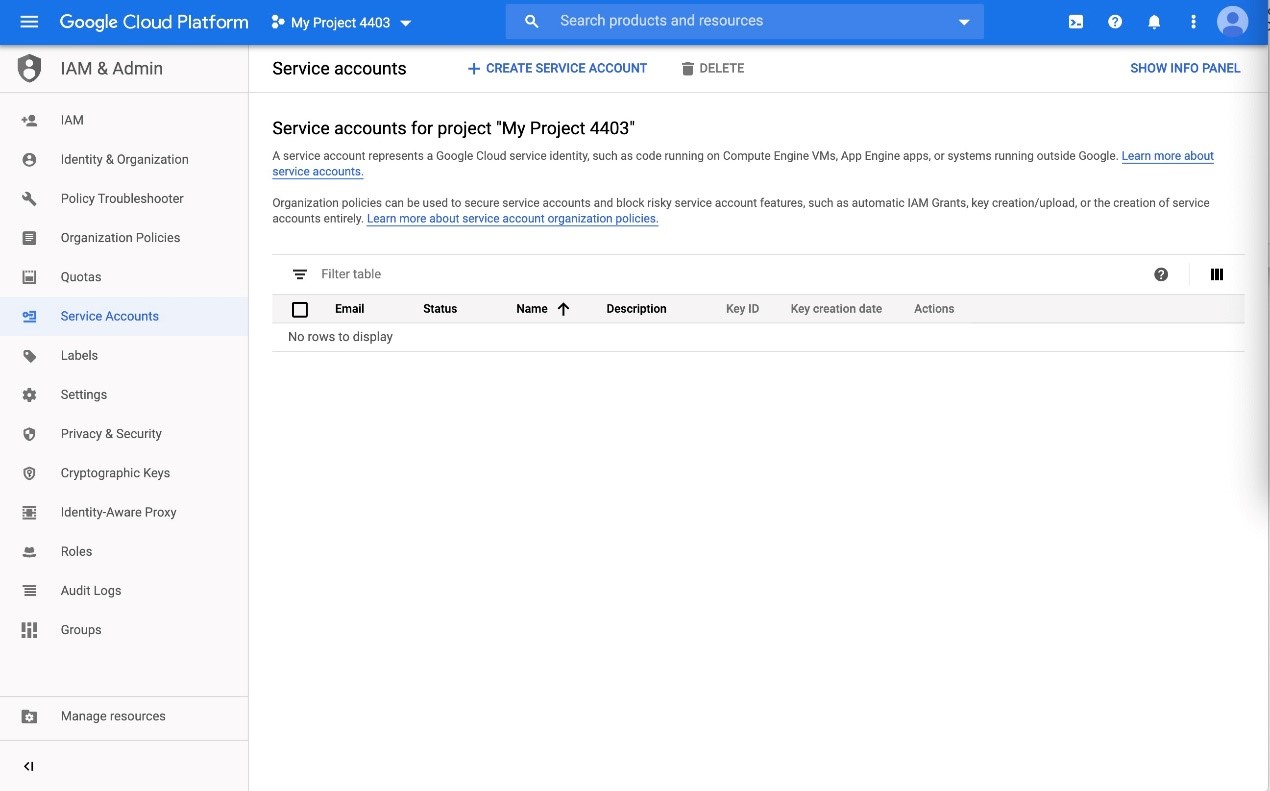 Google Cloud Platform
My Project 4403
Search products and resources
IAM & Admin
Service accounts
CREATE SERVICE ACCOUNT
DELETE
SHOW INFO PANEL
IAM
Identity & Organization
Policy Troubleshooter
Organization Policies
Quotas
Service Accounts
Labels
Settings
Privacy & Security
Cryptographic Keys
Identity-Aware Proxy
Roles
Audit Logs
Groups
Manage resources
Service accounts for project "My Project 4403"
A service account represents a Google Cloud service identity, such as code running on Compute Engine VMs, App Engine apps, or systems running outside Google. Learn more about
service accounts.
Organization policies can be used to secure service accounts and block risky service account features, such as automatic IAM Grants, key creation/upload, or the creation of service
accounts entirely. Learn more about service account organization policies.
Filter table
Email Status Name Description Key ID Key creation date Actions
No rows to display